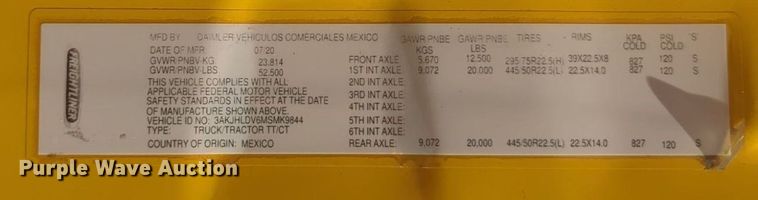 MFD BY: DAIMLER VEHICULOS COMERCIALES MEXICO GAWR/PNBE GAWR/PNBE TIRES RIMS KPA PSI 'S'
KGS LBS COLD COLD
DATE OF MFR 07/20
GVWR/PNBV-KG 23,814 FRONT AXLE 5,670 12,500 295 75R22.5(H) 39X22.5X8 827 120 S
GVWR/PNBV-LBS 52,500 1ST INT AXLE: 9,072 20,000 445/50R22.5(L) 22.5X14.0 827 120 S
THIS VEHICLE COMPLIES WITH ALL 2ND INT AXLE:
APPLICABLE FEDERAL MOTOR VEHICLE 3RD INT AXLE:
SAFETY STANDARDS IN EFFECT AT THE DATE 4TH INT AXLE:
OF MANUFACTURE SHOWN ABOVE.
VEHICLE ID NO: 3AKJHLDV6MSMK9844 5TH INT AXLE:
TYPE: TRUCK/TRACTOR TT/CT 6TH INT AXLE:
COUNTRY OF ORIGIN: MEXICO REAR AXLE: 9,072 20,000 445/50R22.5(L) 22.5X14.0 827 120 S
FREIGHTLINER
Purple Wave Auction